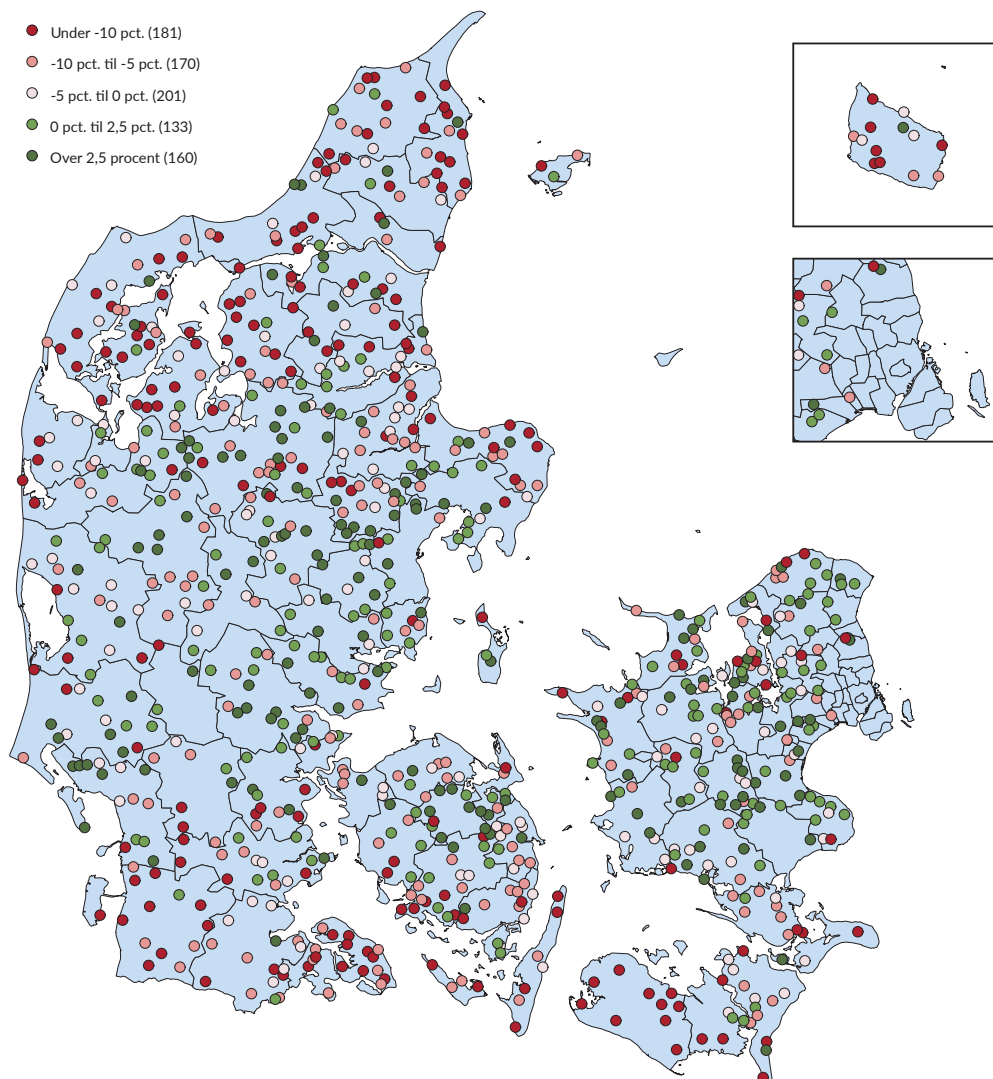 Under -10 pct. (181)
-10 pct. til -5 pct. (170)
-5 pct. til 0 pct. (201)
0 pct. til 2,5 pct. (133)
Over 2,5 procent (160)